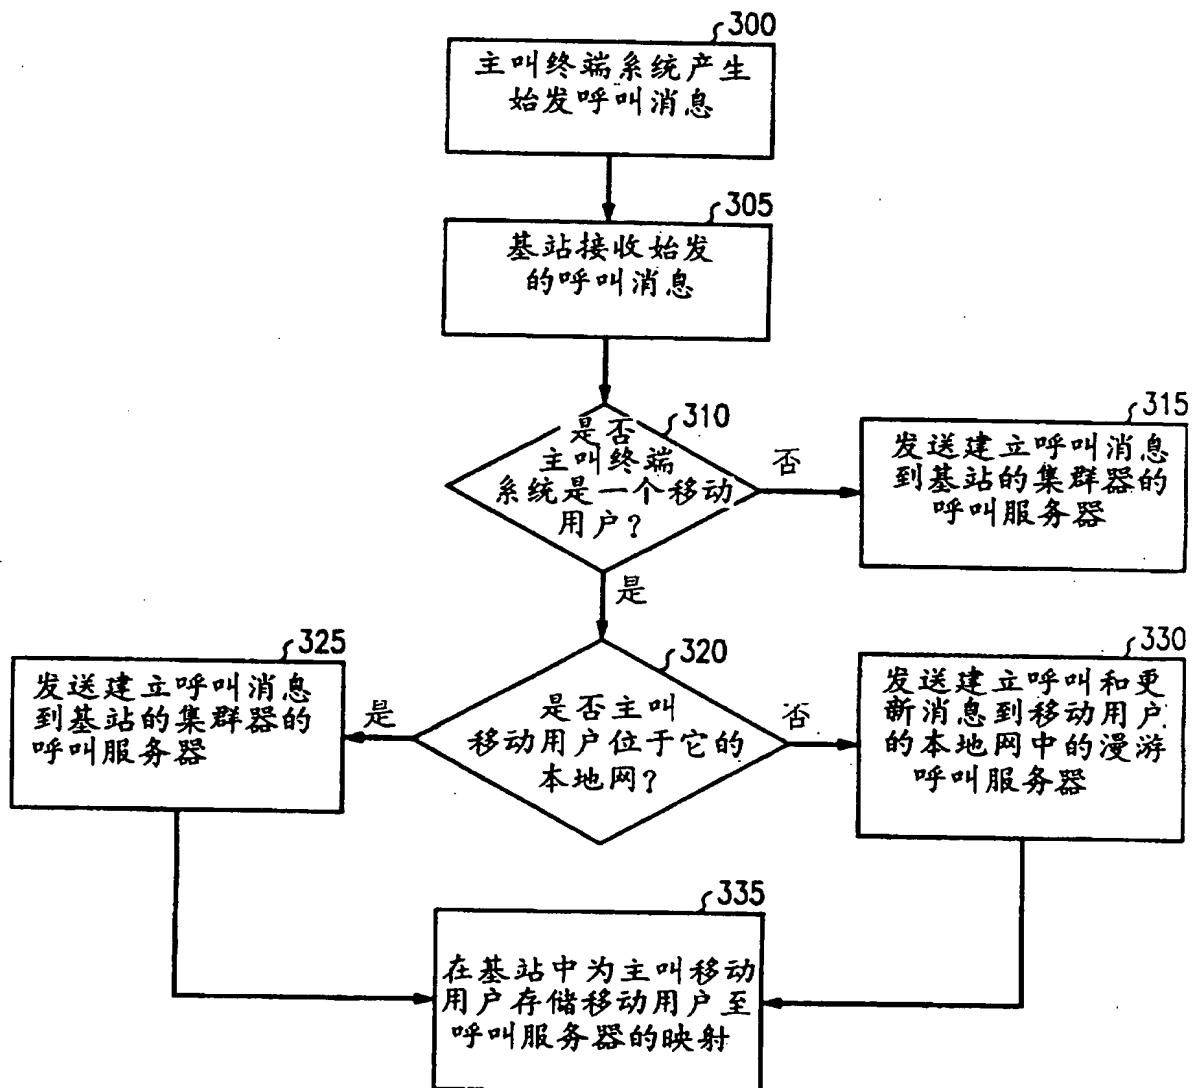 300
主叫终端系统产生
始发呼叫消息
305
基站接收始发
的呼叫消息
310
是否
主叫终端
系统是一个移动
用户?
否
315
发送建立呼叫消息
到基站的集群器的
呼叫服务器
是
320
是否主叫
移动用户位于它的
本地网?
是
325
发送建立呼叫消息
到基站的集群器的
呼叫服务器
否
330
发送建立呼叫和更
新消息到移动用户
的本地网中的漫游
呼叫服务器
335
在基站中为主叫移动
用户存储移动用户至
呼叫服务器的映射